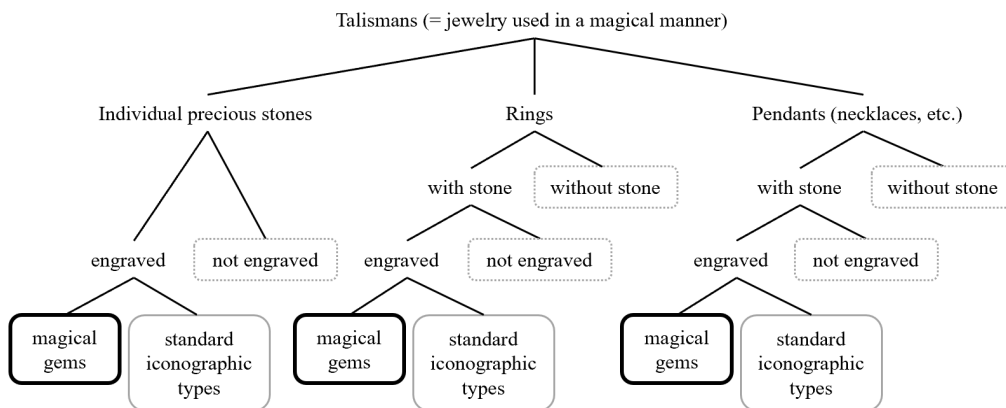 Talismans (= jewelry used in a magical manner)
Individual precious stones
Rings
Pendants (necklaces, etc.)
with stone
without stone
with stone
without stone
engraved
not engraved
engraved
not engraved
engraved
not engraved
magical
gems
standard
iconographic
types
magical
gems
standard
iconographic
types
magical
gems
standard
iconographic
types